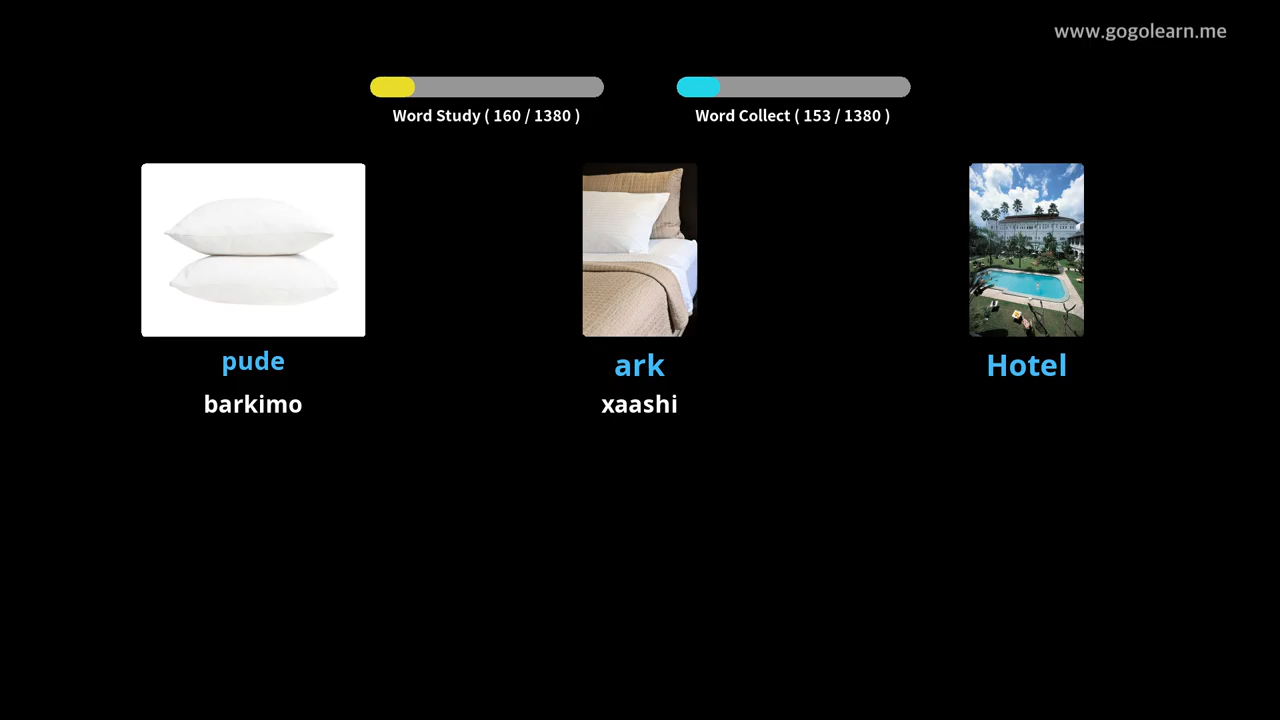 www.gogolearn.me
Word Study ( 160 / 1380 )
Word Collect ( 153 / 1380 )
pude
barkimo
ark
xaashi
Hotel